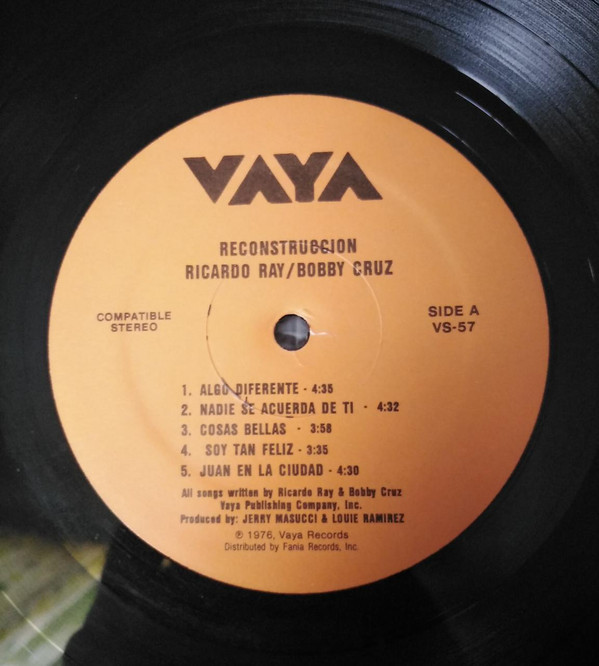 VAYA
RECONSTRUCCION
RICARDO RAY/BOBBY CRUZ
COMPATIBLE
STEREO
SIDE A
VS-57
1. ALGO DIFERENTE - 4:35
2. NADIE SE ACUERDA DE TI - 4:32
3. COSAS BELLAS - 3:58
4. SOY TAN FELIZ - 3:35
5. JUAN EN LA CIUDAD - 4:30
All songs written by Ricardo Ray & Bobby Cruz
Vaya Publishing Company, Inc.
Produced by: JERRY MASUCCI & LOUIE RAMIREZ
℗ 1976, Vaya Records
Distributed by Fania Records, Inc.